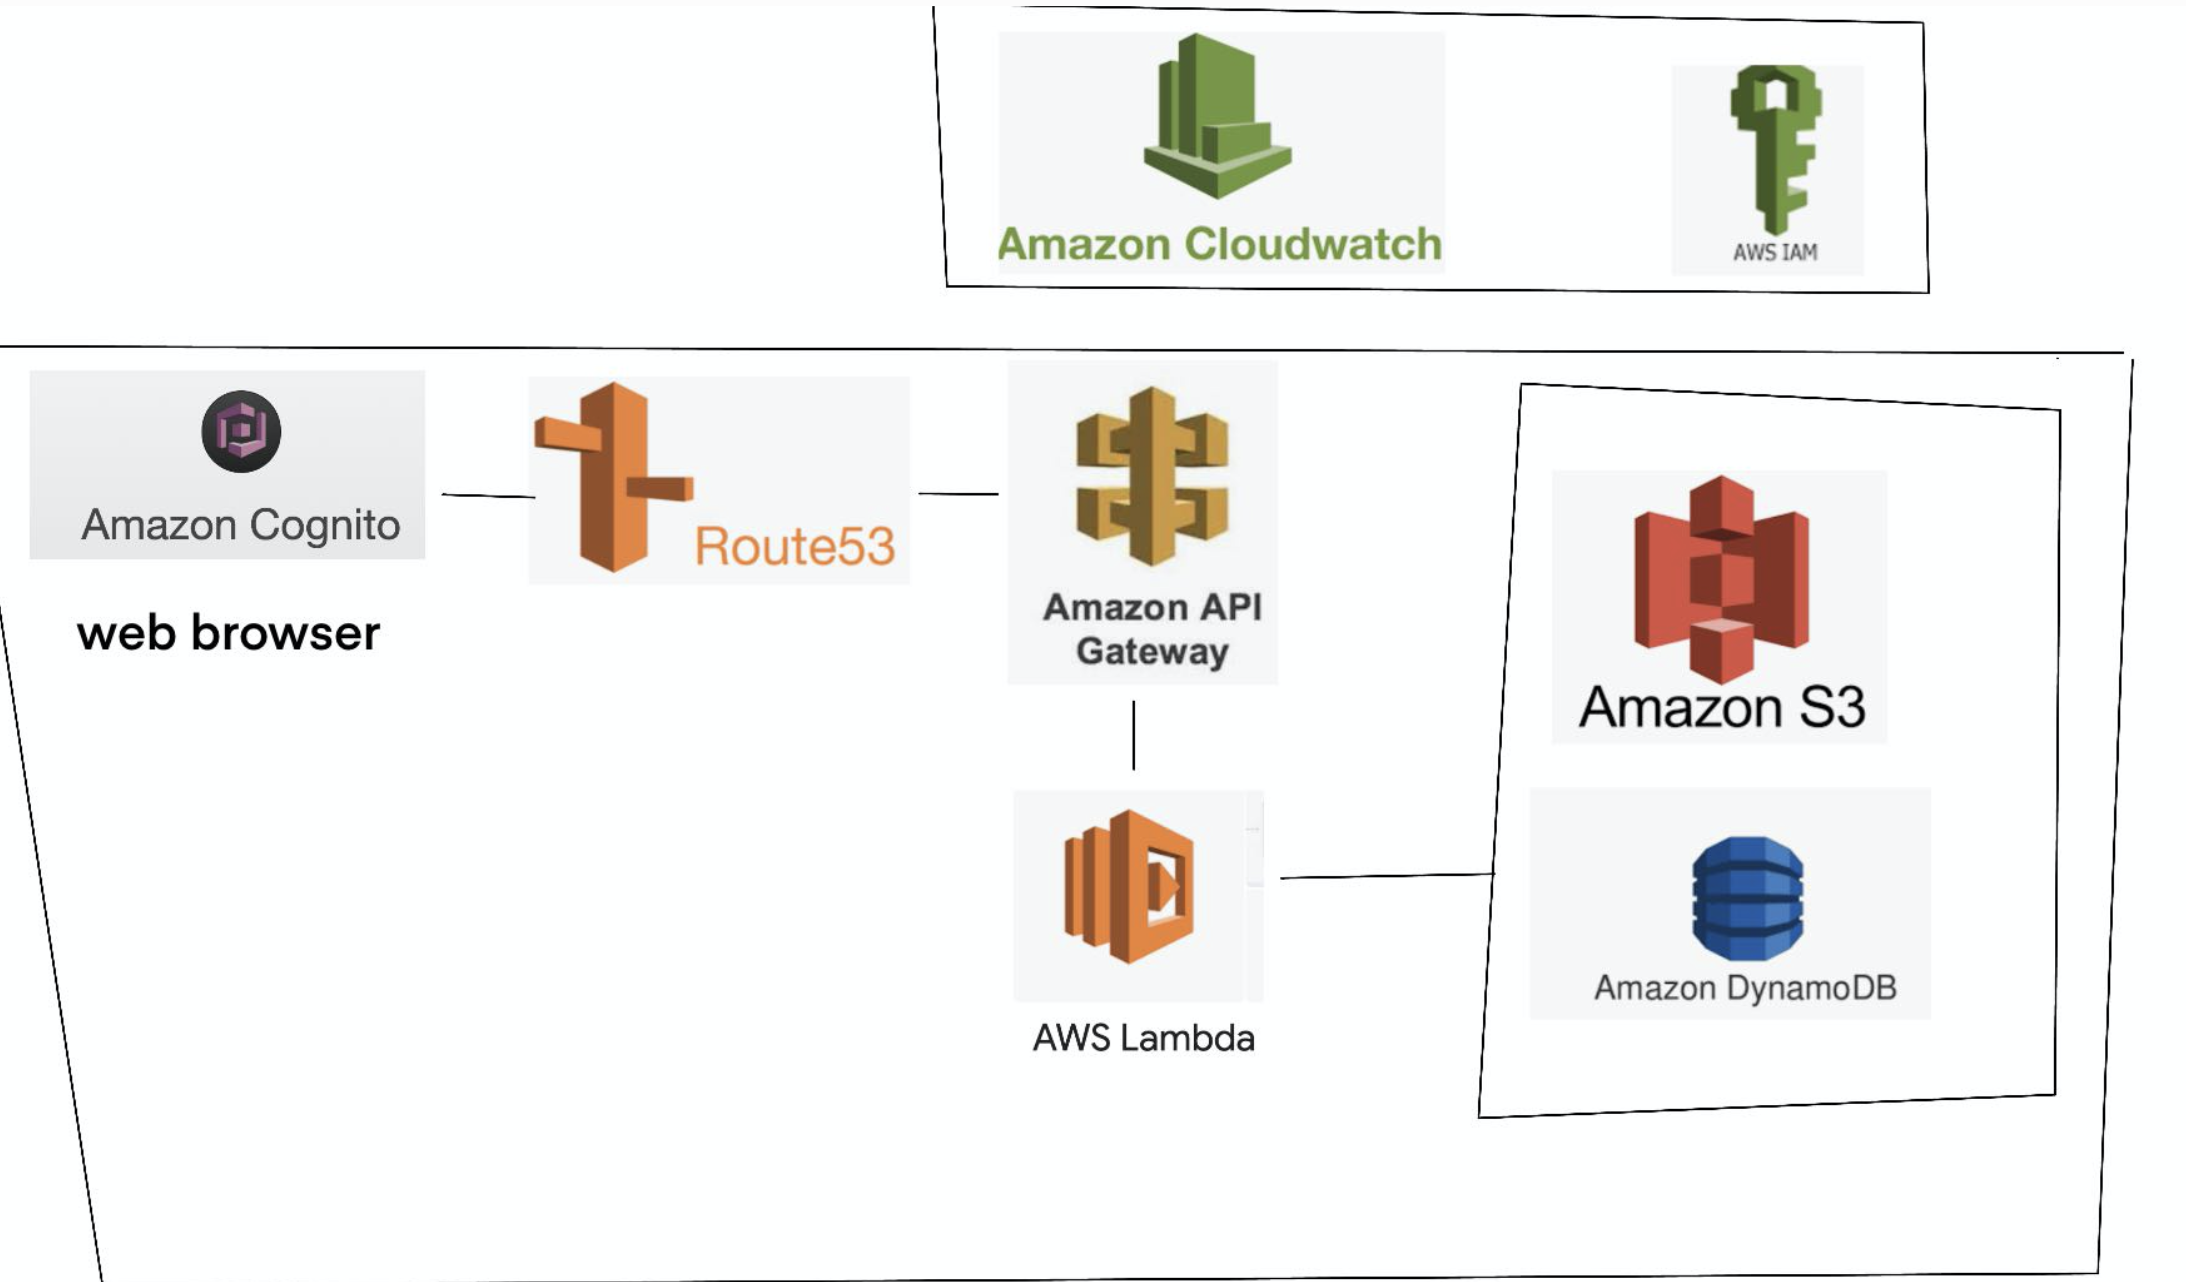 Amazon Cloudwatch
AWS IAM
Amazon Cognito
web browser
Route53
Amazon API
Gateway
AWS Lambda
Amazon S3
Amazon DynamoDB